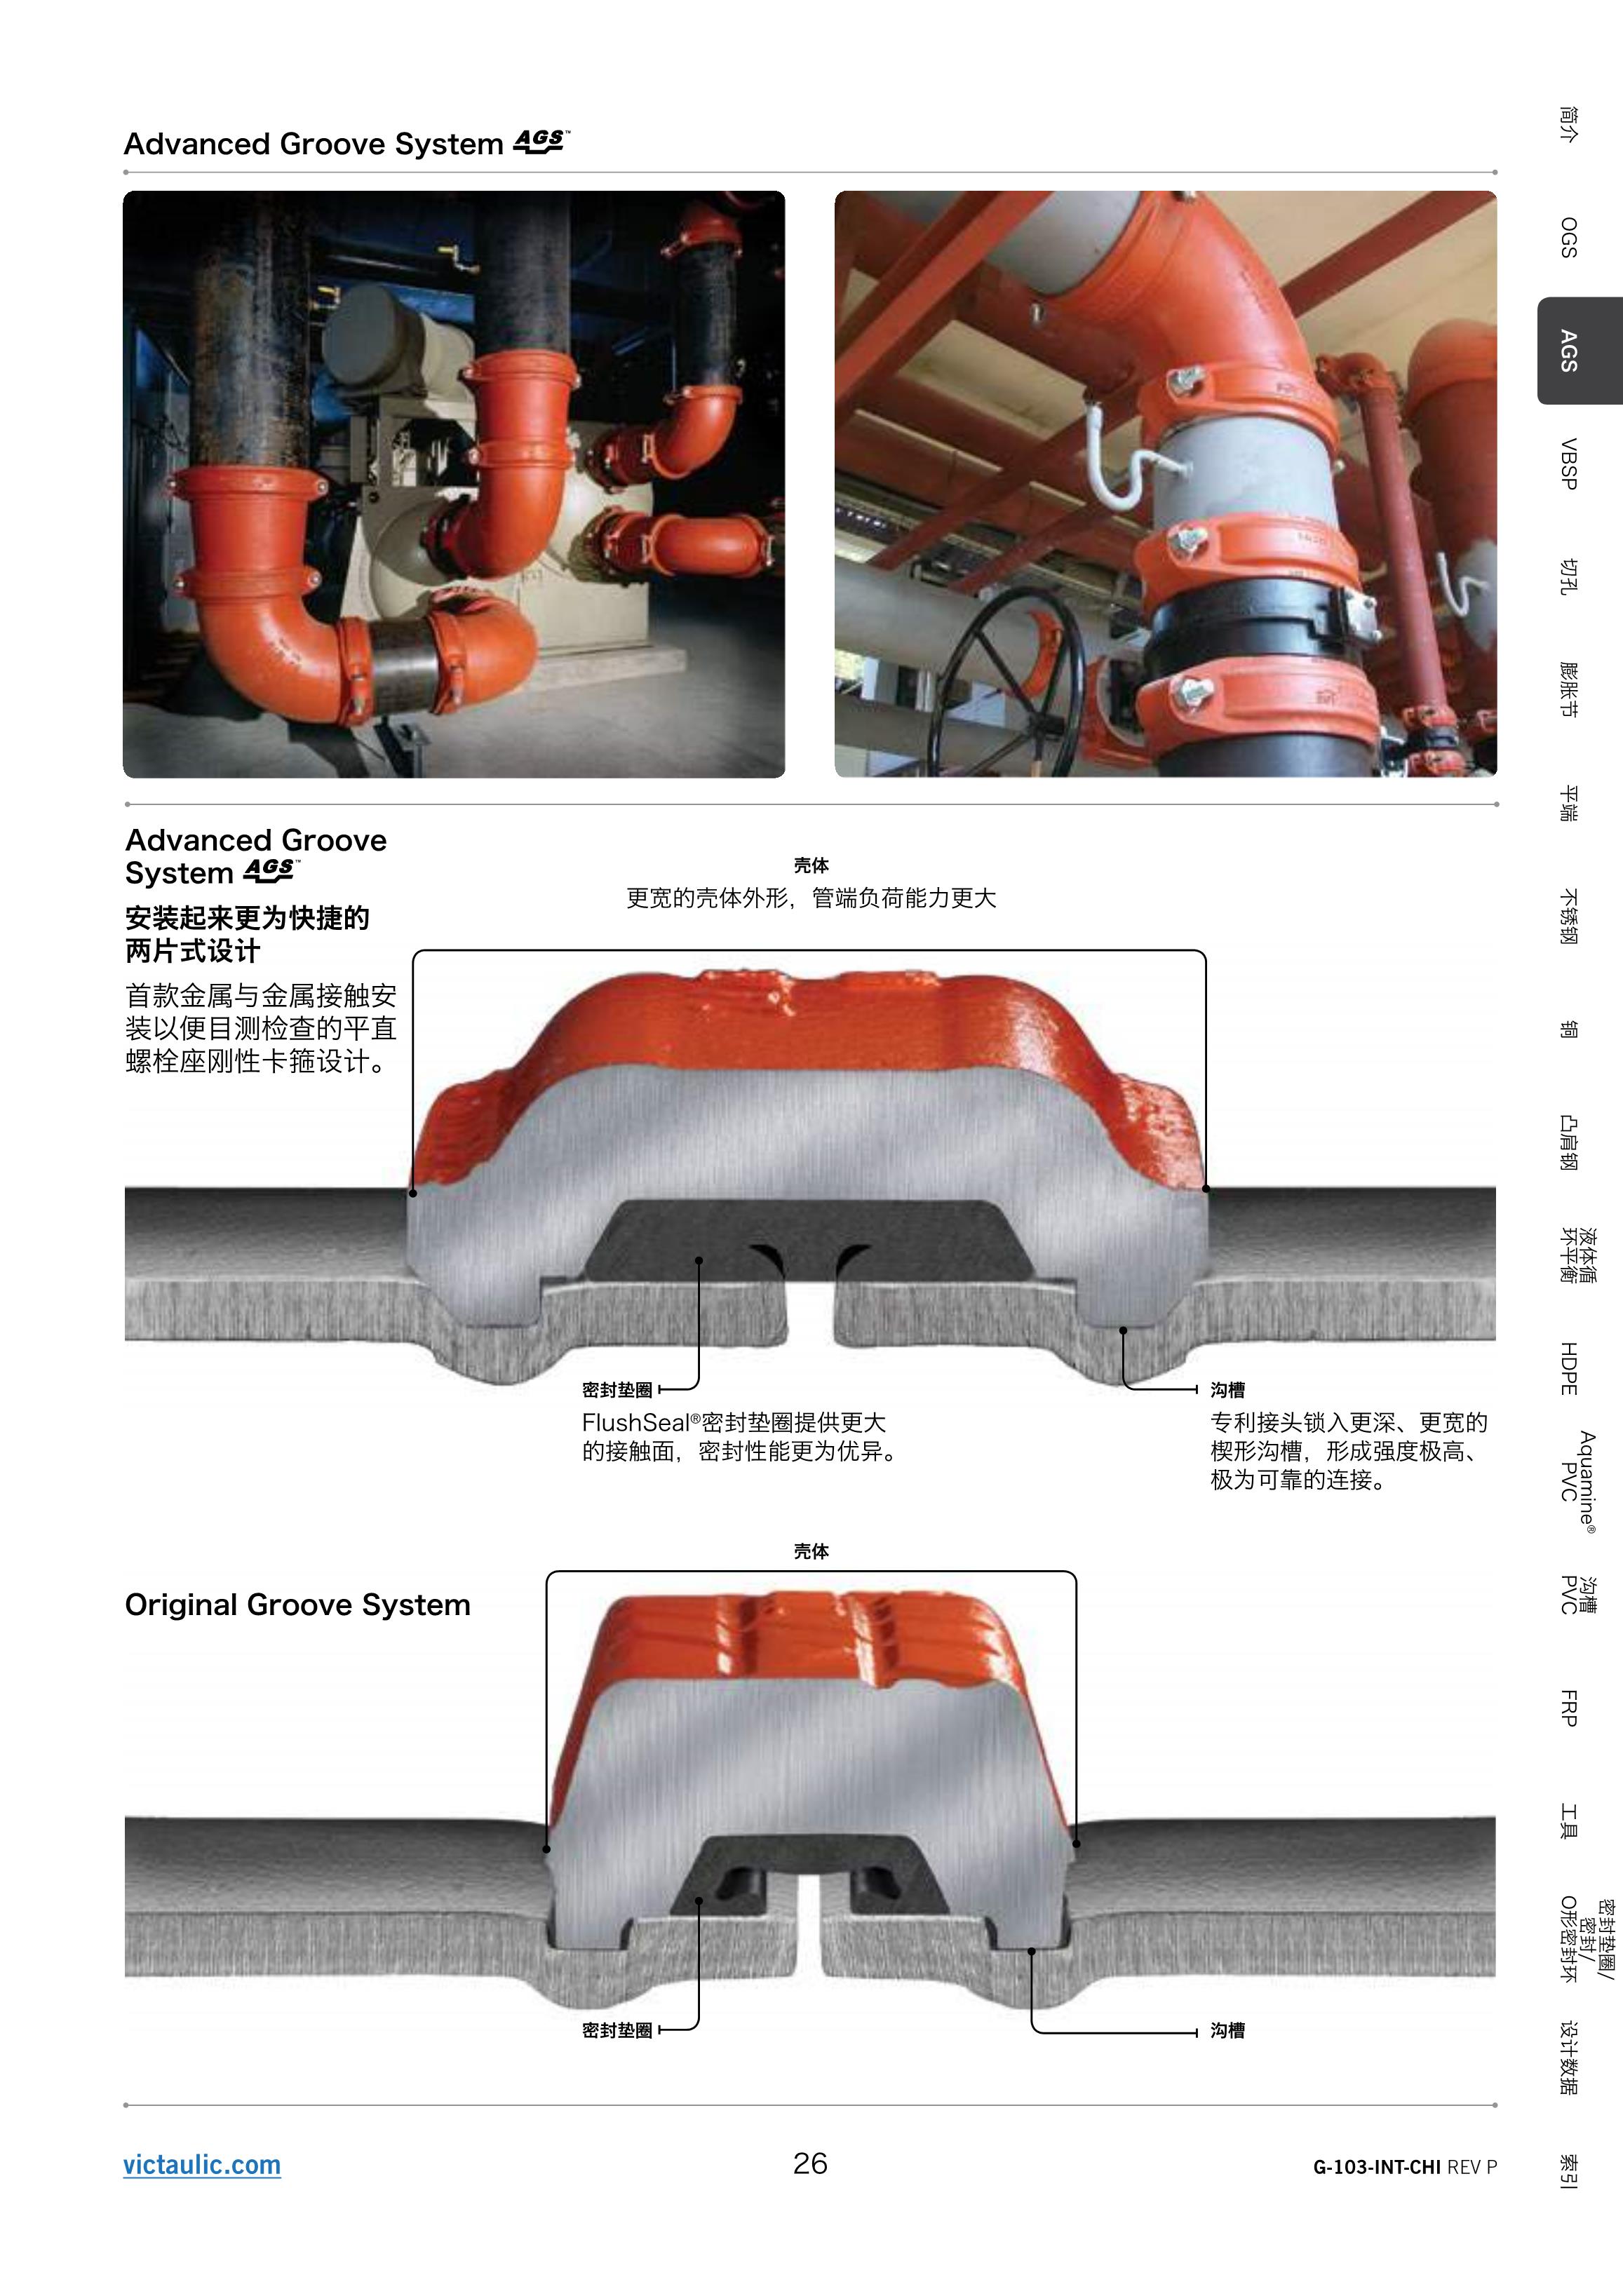 Advanced Groove System AGS™
Advanced Groove
System AGS™
安装起来更为快捷的
两片式设计
首款金属与金属接触安
装以便目测检查的平直
螺栓座刚性卡箍设计。
壳体
更宽的壳体外形，管端负荷能力更大
密封垫圈
FlushSeal®密封垫圈提供更大
的接触面，密封性能更为优异。
沟槽
专利接头锁入更深、更宽的
楔形沟槽，形成强度极高、
极为可靠的连接。
Original Groove System
壳体
密封垫圈
沟槽
victaulic.com
26
G-103-INT-CHI REV P
简介
OGS
AGS
VBSP
切孔
膨胀节
平端
不锈钢
铜
凸肩钢
液体循
环平衡
HDPE
Aquamine®
PVC
沟槽
PVC
FRP
工具
密封垫圈/
密封/
O形密封环
设计数据
索引